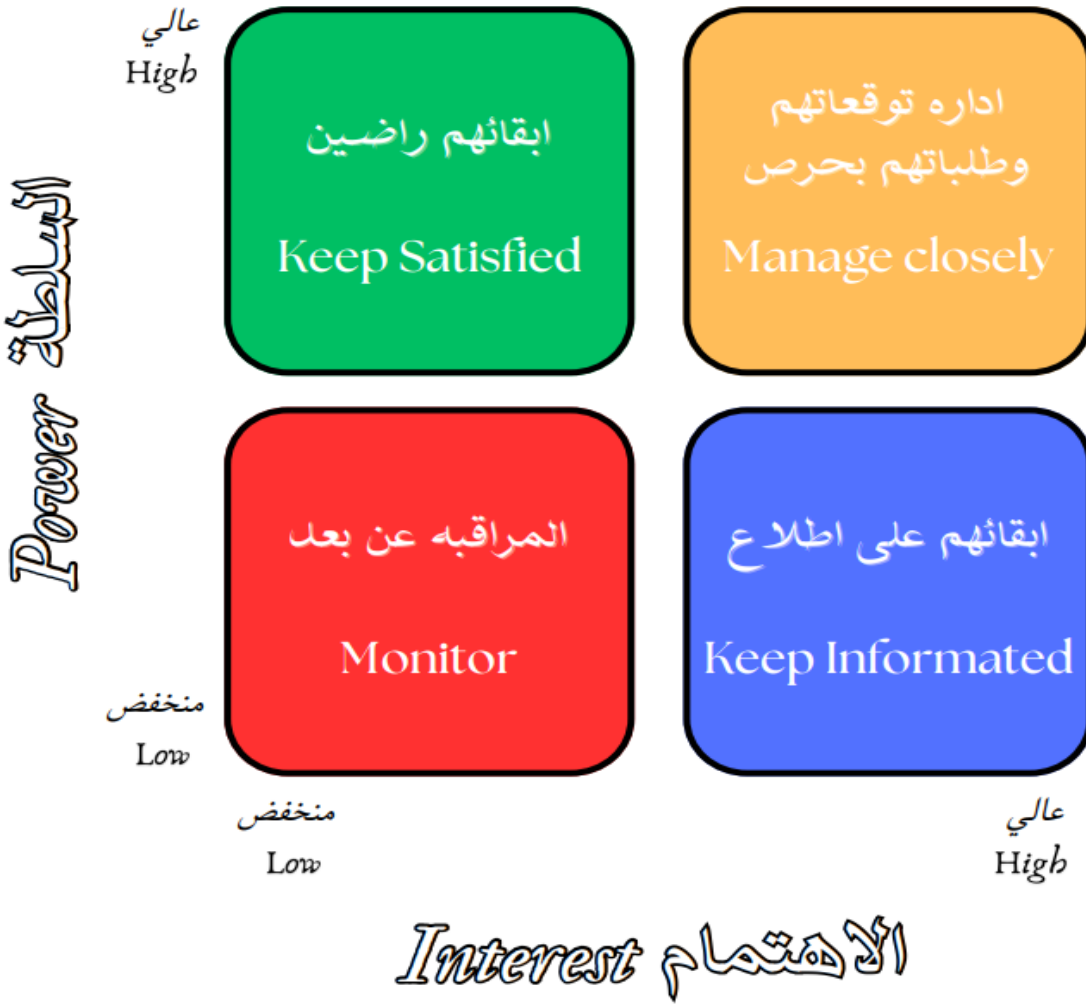 عالي
High
ابقائهم راضين
Keep Satisfied
اداره توقعاتهم
وطلباتهم بحرص
Manage closely
السلطة Power
المراقبه عن بعد
Monitor
ابقائهم على اطلاع
Keep Informated
منخفض
Low
منخفض
Low
عالي
High
الاهتمام Interest